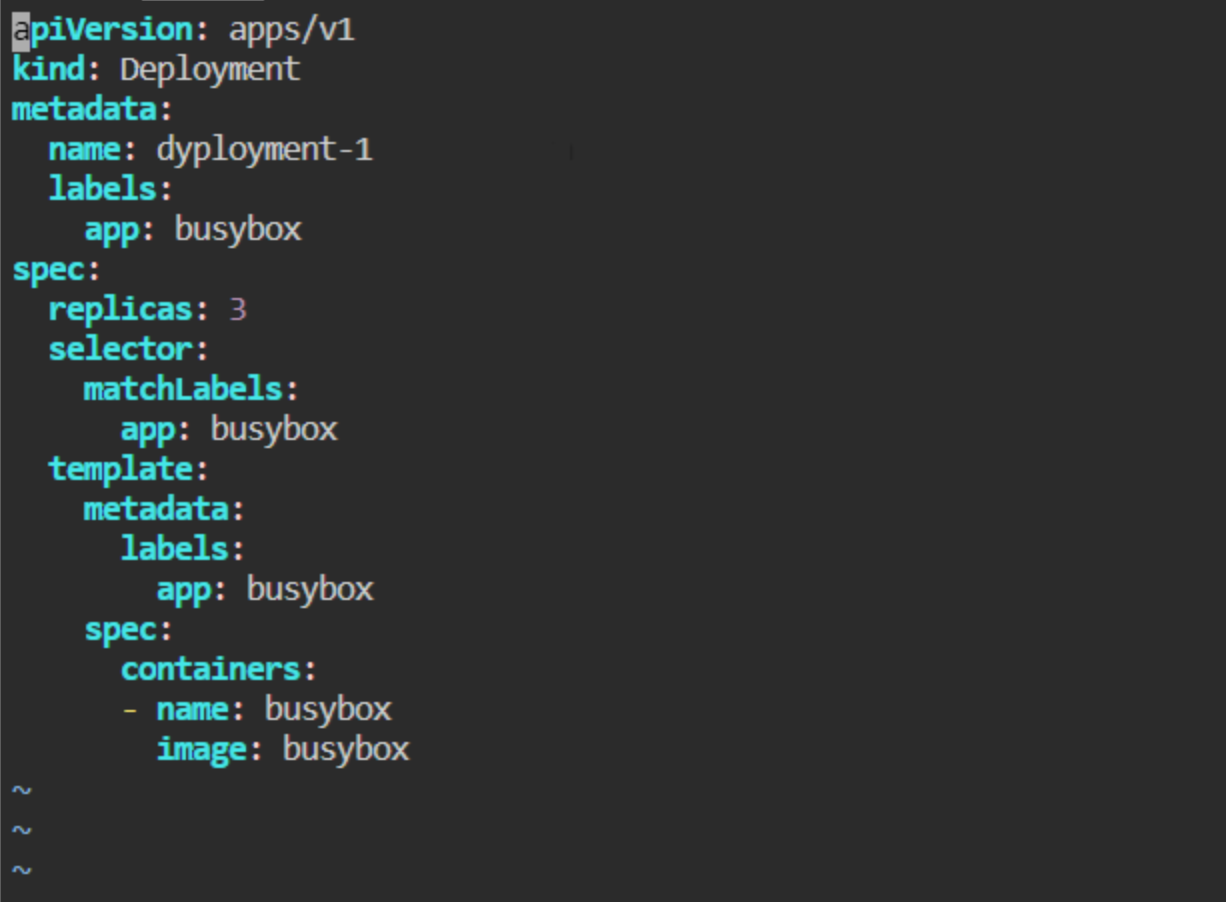 apiVersion: apps/v1
kind: Deployment
metadata:
  name: dyployment-1
  labels:
    app: busybox
spec:
  replicas: 3
  selector:
    matchLabels:
      app: busybox
  template:
    metadata:
      labels:
        app: busybox
    spec:
      containers:
      - name: busybox
        image: busybox
~
~
~